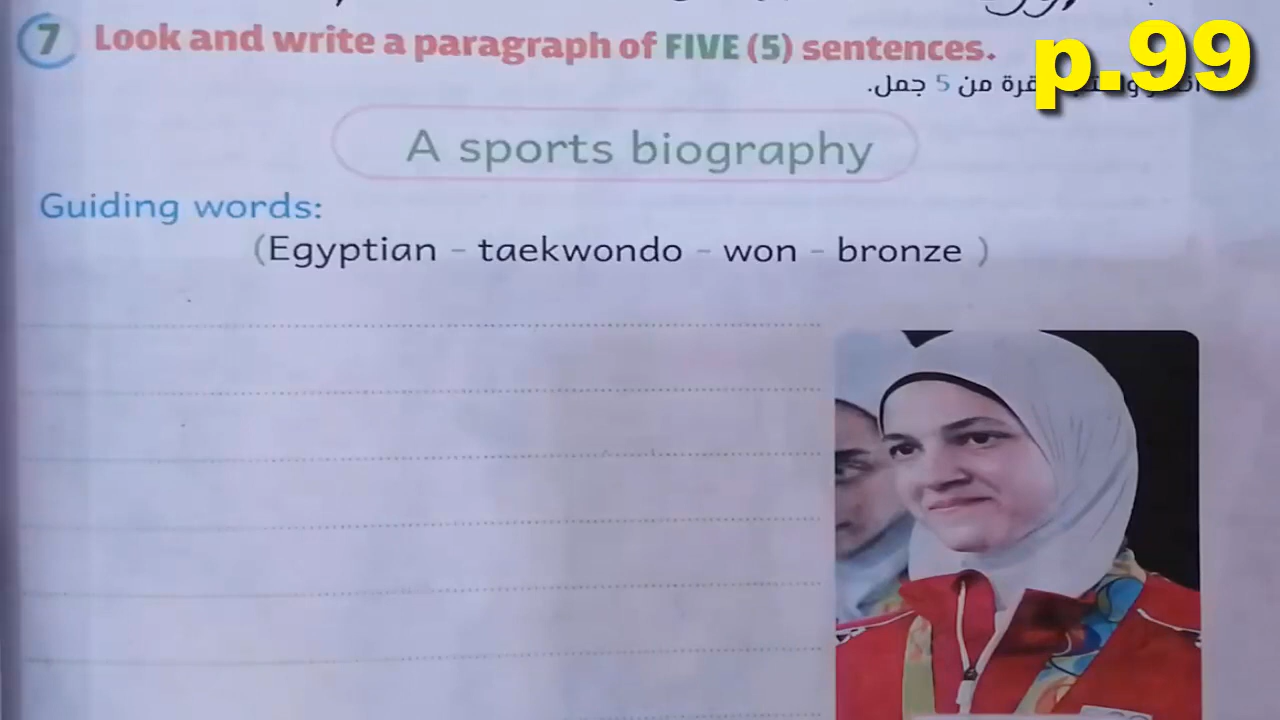 7 Look and write a paragraph of FIVE (5) sentences.
p.99
من 5 جمل.
A sports biography
Guiding words:
(Egyptian - taekwondo - won - bronze )